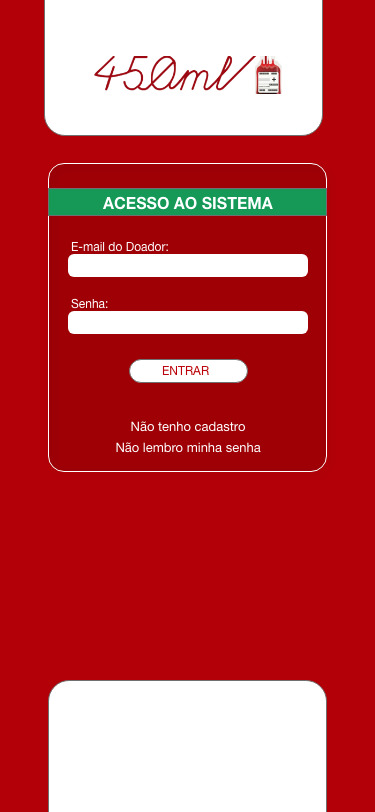 450ml
ACESSO AO SISTEMA
E-mail do Doador:
Senha:
ENTRAR
Não tenho cadastro
Não lembro minha senha